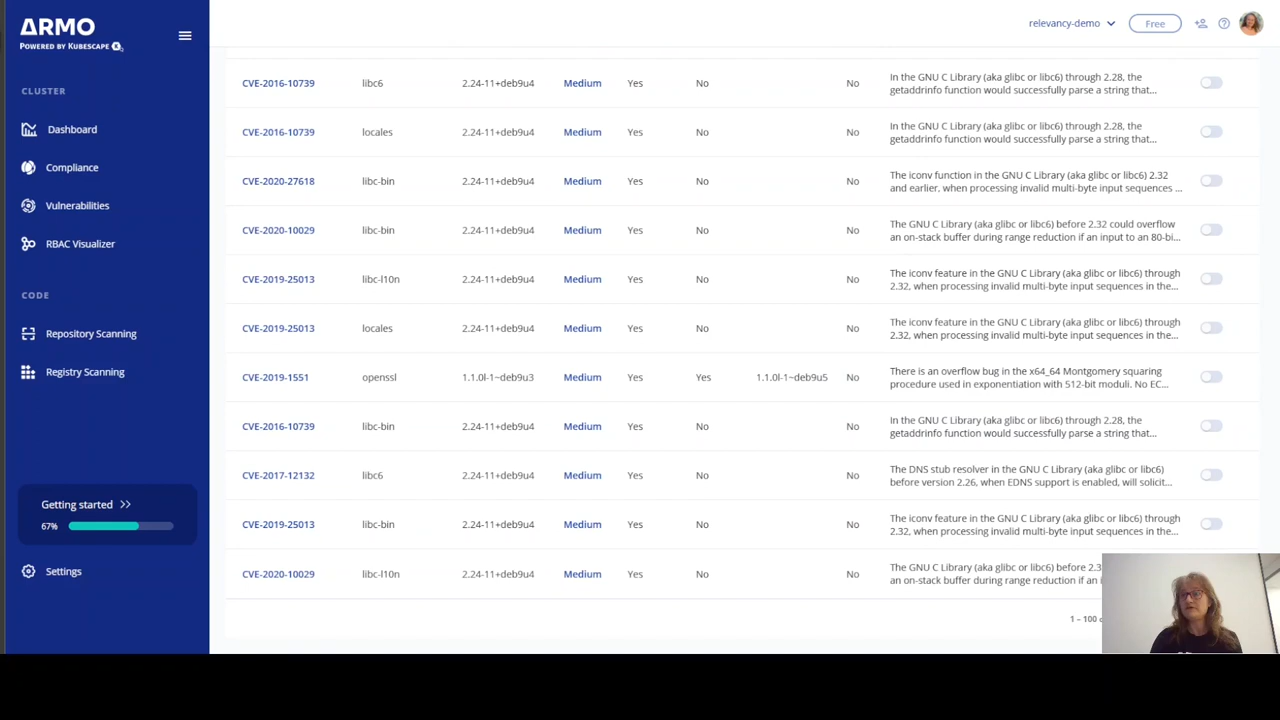 ARMO
POWERED BY KUBESCAPE
relevancy-demo
Free
CLUSTER
Dashboard
Compliance
Vulnerabilities
RBAC Visualizer
CODE
Repository Scanning
Registry Scanning
Getting started >>
67%
Settings
CVE-2016-10739 libc6 2.24-11+deb9u4 Medium Yes No No In the GNU C Library (aka glibc or libc6) through 2.28, the
getaddrinfo function would successfully parse a string that...
CVE-2016-10739 locales 2.24-11+deb9u4 Medium Yes No No In the GNU C Library (aka glibc or libc6) through 2.28, the
getaddrinfo function would successfully parse a string that...
CVE-2020-27618 libc-bin 2.24-11+deb9u4 Medium Yes No No The iconv function in the GNU C Library (aka glibc or libc6) 2.32
and earlier, when processing invalid multi-byte input sequences ...
CVE-2020-10029 libc-bin 2.24-11+deb9u4 Medium Yes No No The GNU C Library (aka glibc or libc6) before 2.32 could overflow
an on-stack buffer during range reduction if an input to an 80-bi...
CVE-2019-25013 libc-l10n 2.24-11+deb9u4 Medium Yes No No The iconv feature in the GNU C Library (aka glibc or libc6) through
2.32, when processing invalid multi-byte input sequences in the...
CVE-2019-25013 locales 2.24-11+deb9u4 Medium Yes No No The iconv feature in the GNU C Library (aka glibc or libc6) through
2.32, when processing invalid multi-byte input sequences in the...
CVE-2019-1551 openssl 1.1.0l-1~deb9u3 Medium Yes Yes 1.1.0l-1~deb9u5 No There is an overflow bug in the x64_64 Montgomery squaring
procedure used in exponentiation with 512-bit moduli. No EC...
CVE-2016-10739 libc-bin 2.24-11+deb9u4 Medium Yes No No In the GNU C Library (aka glibc or libc6) through 2.28, the
getaddrinfo function would successfully parse a string that...
CVE-2017-12132 libc6 2.24-11+deb9u4 Medium Yes No No The DNS stub resolver in the GNU C Library (aka glibc or libc6)
before version 2.26, when EDNS support is enabled, will solicit...
CVE-2019-25013 libc-bin 2.24-11+deb9u4 Medium Yes No No The iconv feature in the GNU C Library (aka glibc or libc6) through
2.32, when processing invalid multi-byte input sequences in the...
CVE-2020-10029 libc-l10n 2.24-11+deb9u4 Medium Yes No No The GNU C Library (aka glibc or libc6) before 2.3
an on-stack buffer during range reduction if an i
1 – 100